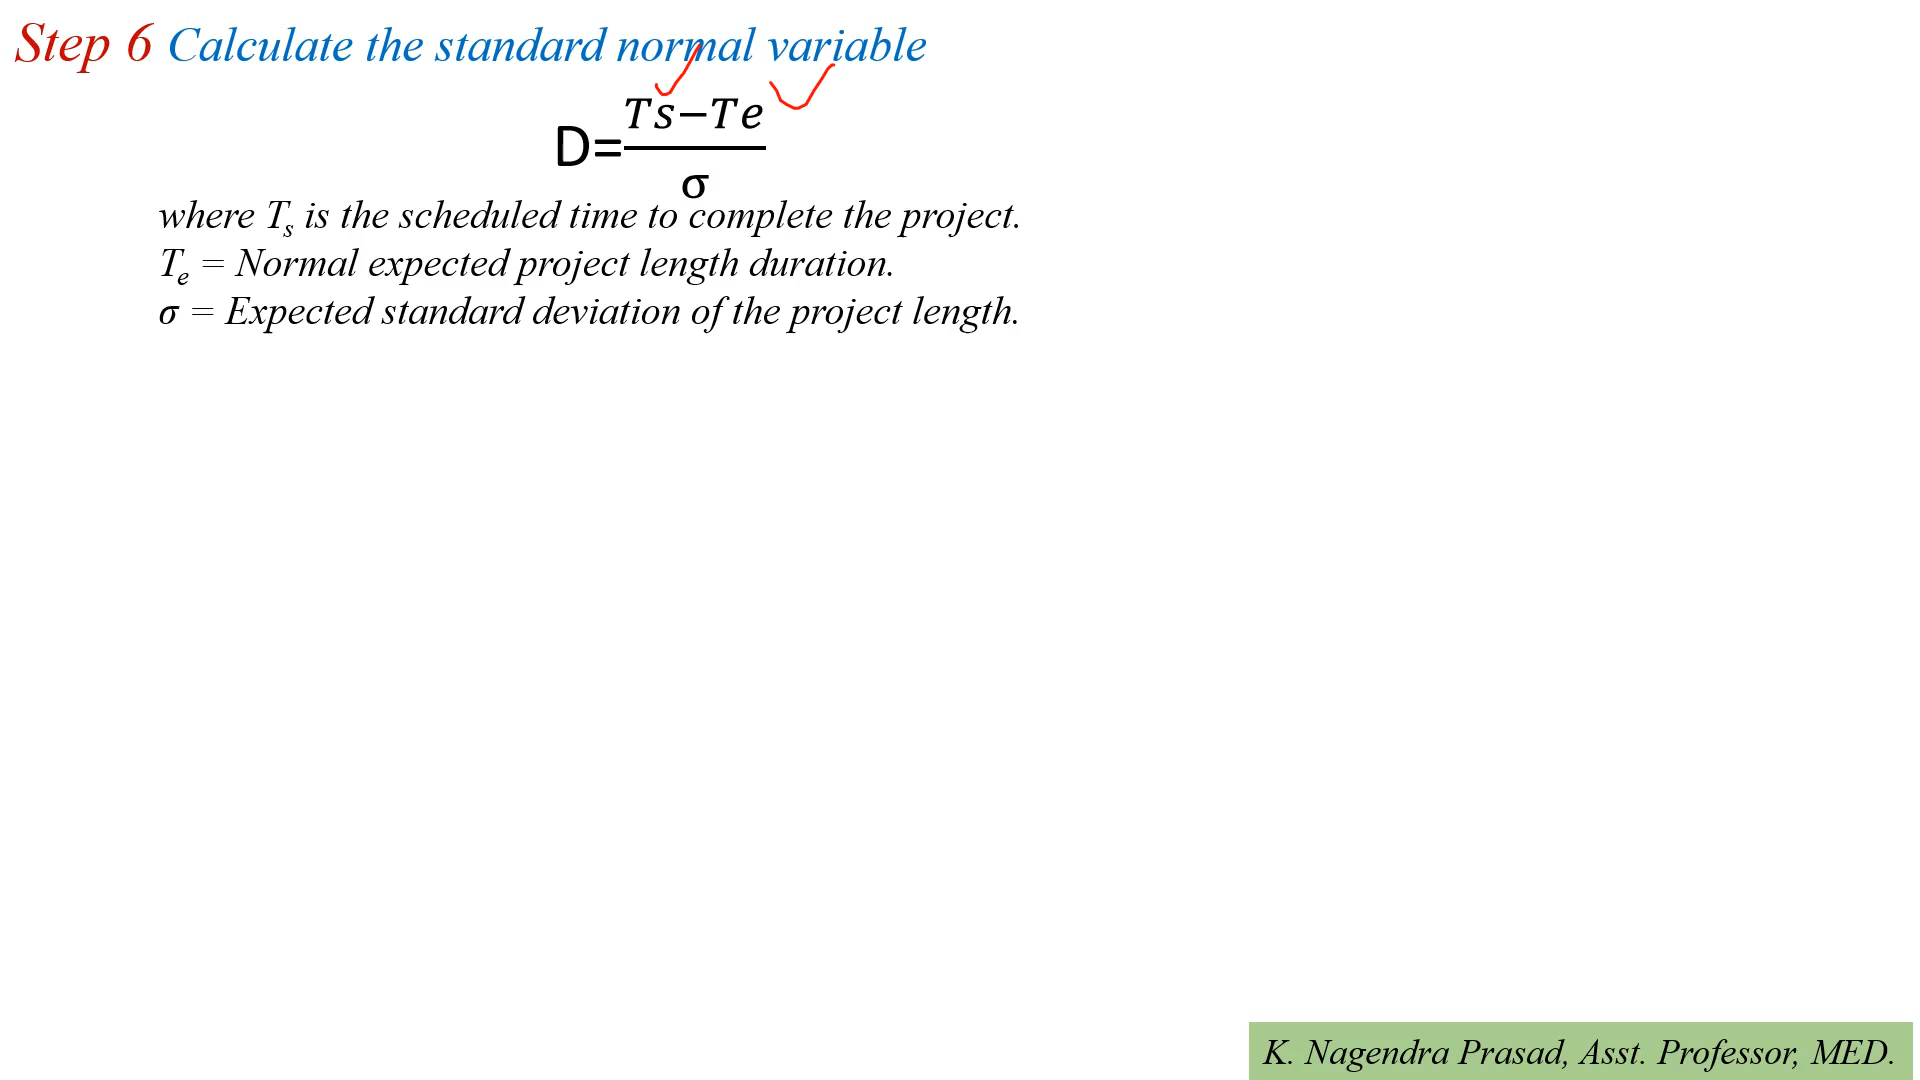 Step 6 Calculate the standard normal variable
D=Ts−Te
σ
where Ts is the scheduled time to complete the project.
Te = Normal expected project length duration.
σ = Expected standard deviation of the project length.
K. Nagendra Prasad, Asst. Professor, MED.